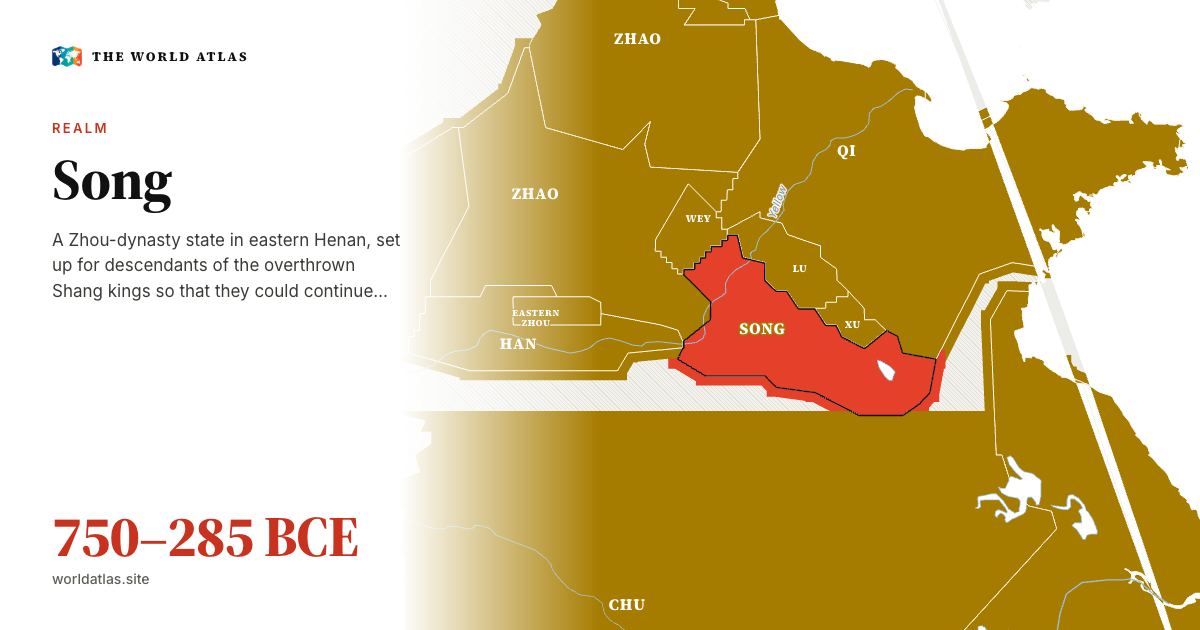 THE WORLD ATLAS
REALM
Song
A Zhou-dynasty state in eastern Henan, set
up for descendants of the overthrown
Shang kings so that they could continue...
750–285 BCE
worldatlas.site
ZHAO
QI
ZHAO
Yellow
WEY
LU
EASTERN
ZHOU
XU
SONG
HAN
CHU